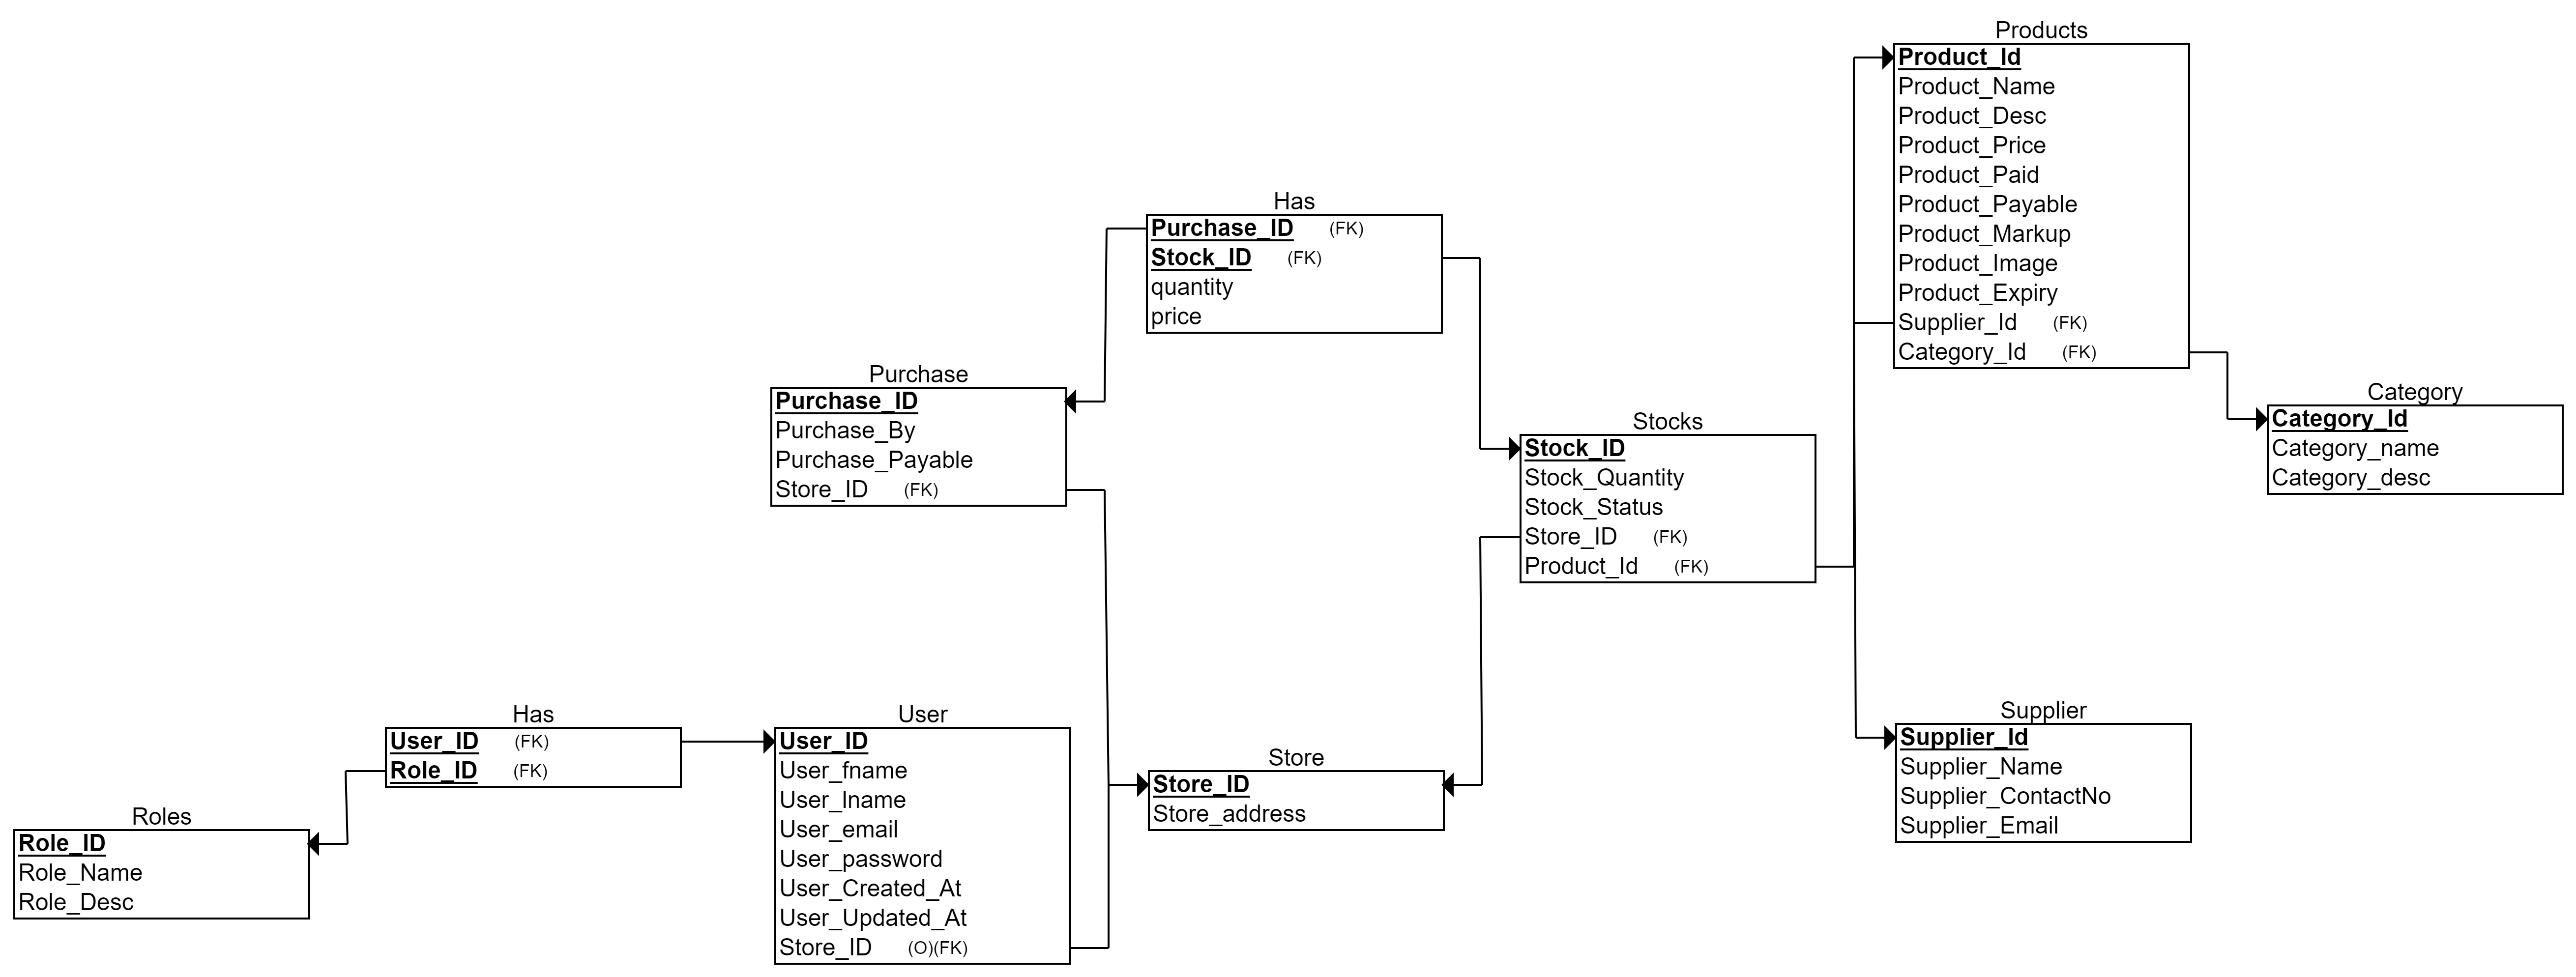 Products
Product_Id
Product_Name
Product_Desc
Product_Price
Product_Paid
Product_Payable
Product_Markup
Product_Image
Product_Expiry
Supplier_Id (FK)
Category_Id (FK)
Has
Purchase_ID (FK)
Stock_ID (FK)
quantity
price
Purchase
Purchase_ID
Purchase_By
Purchase_Payable
Store_ID (FK)
Stocks
Stock_ID
Stock_Quantity
Stock_Status
Store_ID (FK)
Product_Id (FK)
Category
Category_Id
Category_name
Category_desc
Has
User_ID (FK)
Role_ID (FK)
User
User_ID
User_fname
User_lname
User_email
User_password
User_Created_At
User_Updated_At
Store_ID (O)(FK)
Store
Store_ID
Store_address
Supplier
Supplier_Id
Supplier_Name
Supplier_ContactNo
Supplier_Email
Roles
Role_ID
Role_Name
Role_Desc